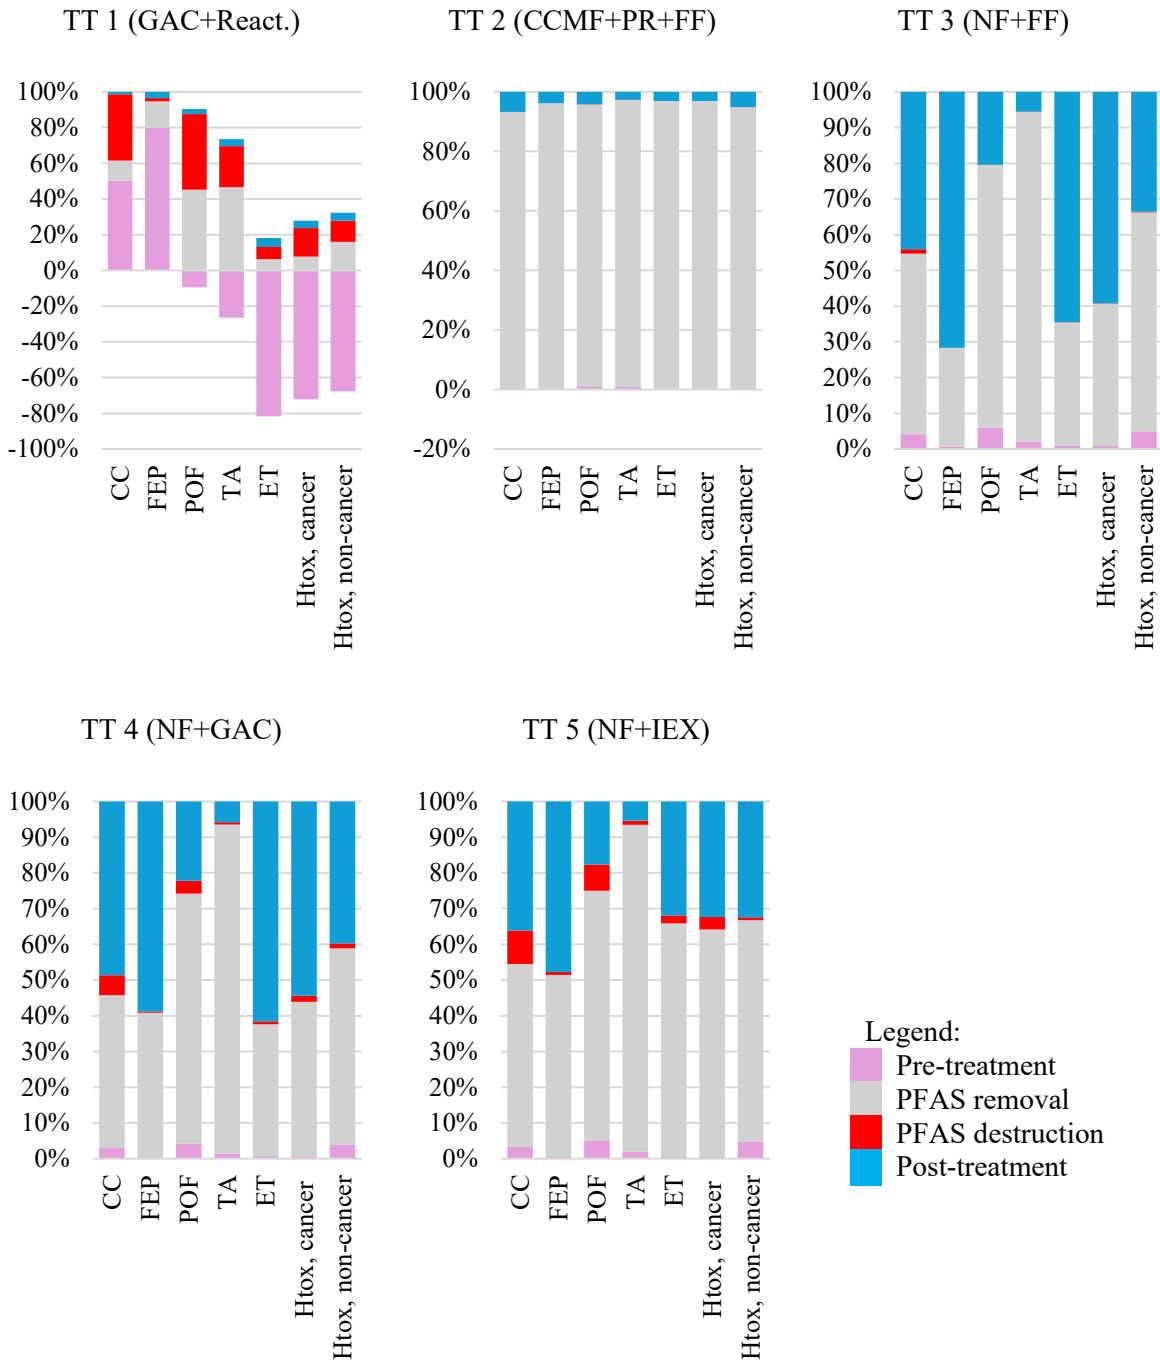 TT 1 (GAC+React.)
100%
80%
60%
40%
20%
0%
-20%
-40%
-60%
-80%
-100%
CC
FEP
POF
TA
ET
Htox, cancer
Htox, non-cancer
TT 2 (CCMF+PR+FF)
100%
80%
60%
40%
20%
0%
-20%
CC
FEP
POF
TA
ET
Htox, cancer
Htox, non-cancer
TT 3 (NF+FF)
100%
90%
80%
70%
60%
50%
40%
30%
20%
10%
0%
CC
FEP
POF
TA
ET
Htox, cancer
Htox, non-cancer
TT 4 (NF+GAC)
100%
90%
80%
70%
60%
50%
40%
30%
20%
10%
0%
CC
FEP
POF
TA
ET
Htox, cancer
Htox, non-cancer
TT 5 (NF+IEX)
100%
90%
80%
70%
60%
50%
40%
30%
20%
10%
0%
CC
FEP
POF
TA
ET
Htox, cancer
Htox, non-cancer
Legend:
Pre-treatment
PFAS removal
PFAS destruction
Post-treatment